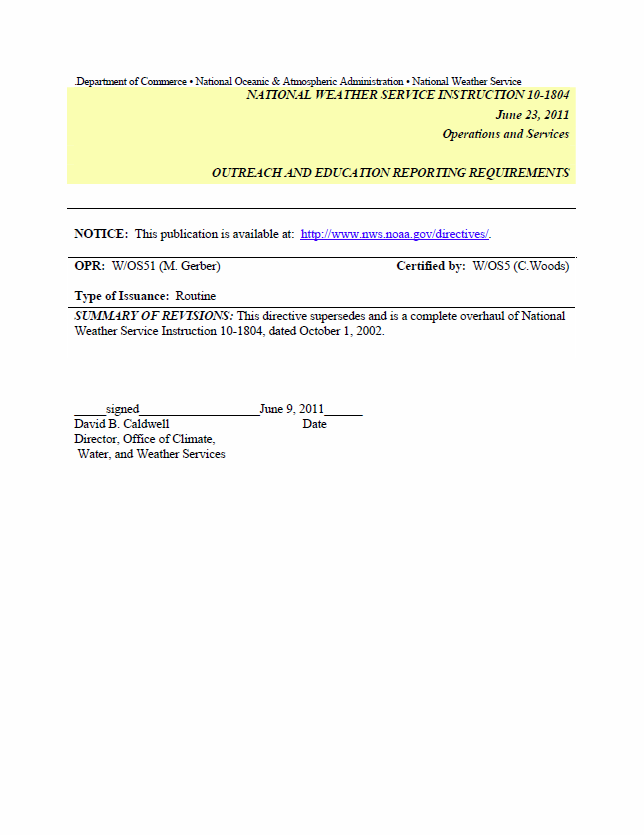 .Department of Commerce • National Oceanic & Atmospheric Administration • National Weather Service
NATIONAL WEATHER SERVICE INSTRUCTION 10-1804
June 23, 2011
Operations and Services
OUTREACH AND EDUCATION REPORTING REQUIREMENTS
NOTICE: This publication is available at: http://www.nws.noaa.gov/directives/.
OPR: W/OS51 (M. Gerber) Certified by: W/OS5 (C.Woods)
Type of Issuance: Routine
SUMMARY OF REVISIONS: This directive supersedes and is a complete overhaul of National
Weather Service Instruction 10-1804, dated October 1, 2002.
_____signed___________________June 9, 2011______
David B. Caldwell Date
Director, Office of Climate,
Water, and Weather Services